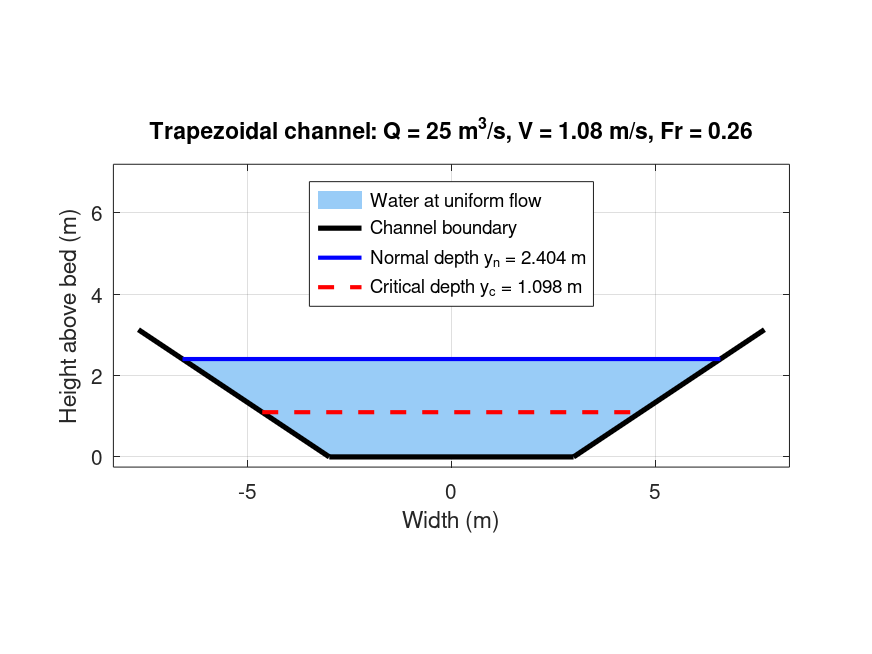 Trapezoidal channel: Q = 25 m³/s, V = 1.08 m/s, Fr = 0.26
Water at uniform flow
Channel boundary
Normal depth yₙ = 2.404 m
Critical depth y_c = 1.098 m
Height above bed (m)
6
4
2
0
-5 0 5
Width (m)